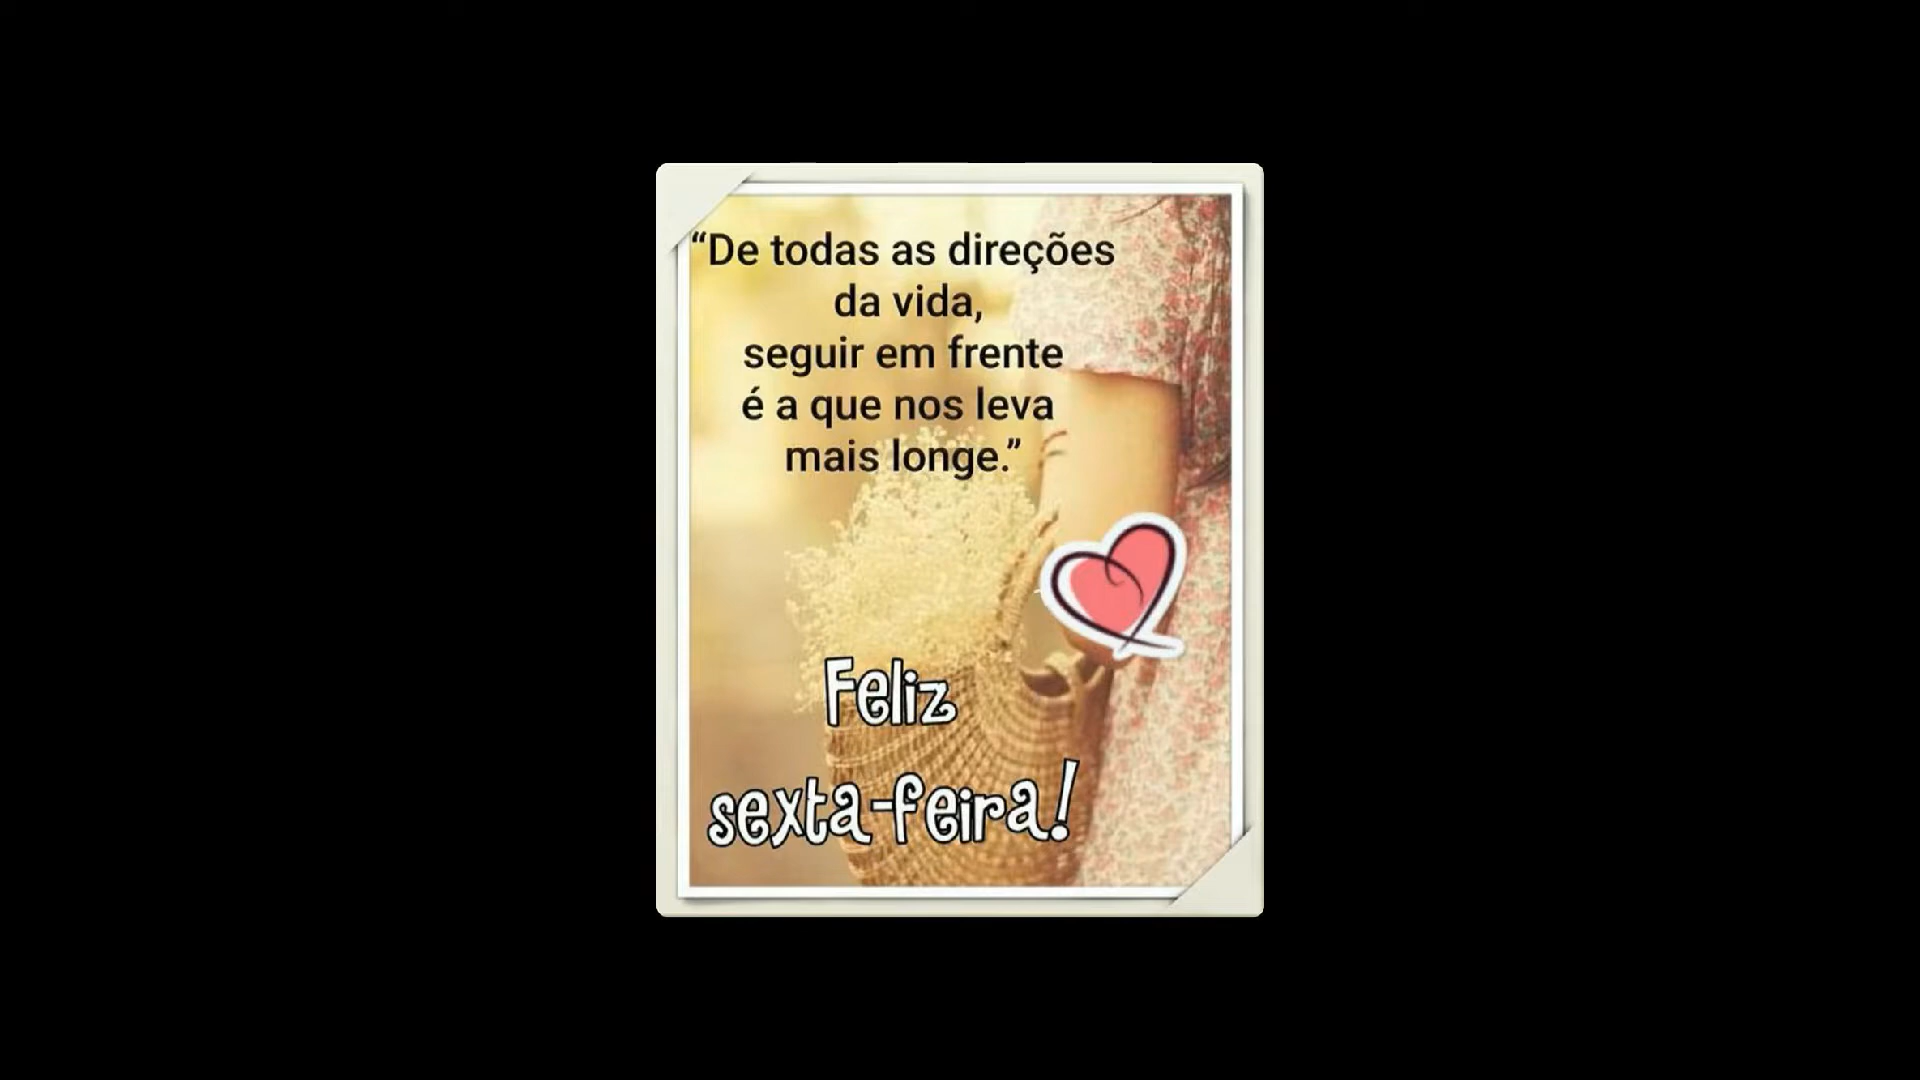 “De todas as direções
da vida,
seguir em frente
é a que nos leva
mais longe.”
Feliz
sexta-feira!